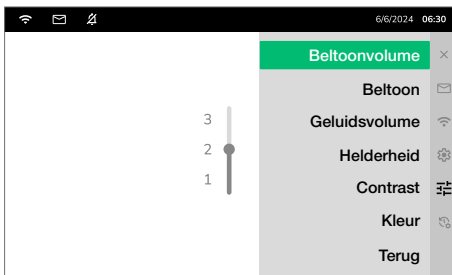 6/6/2024 06:30
Beltoonvolume
Beltoon
3
Geluidsvolume
2
Helderheid
1
Contrast
Kleur
Terug